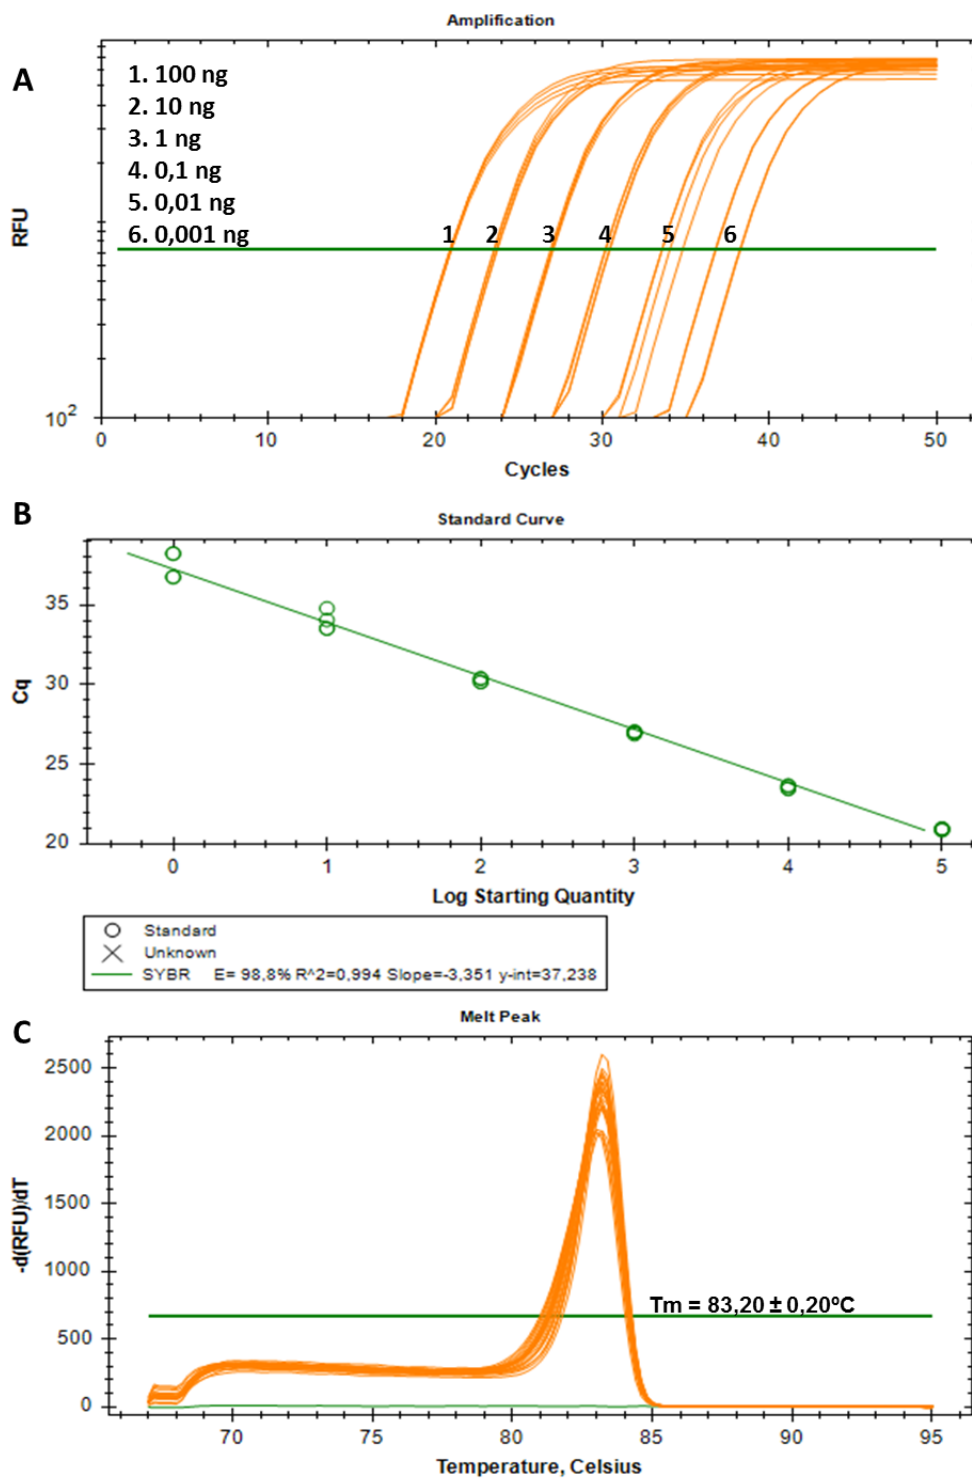 Amplification
A
1. 100 ng
2. 10 ng
3. 1 ng
4. 0,1 ng
5. 0,01 ng
6. 0,001 ng
RFU
1 2 3 4 5 6
10²
0 10 20 30 40 50
Cycles
B
Standard Curve
35
30
25
20
Cq
0 1 2 3 4 5
Log Starting Quantity
Standard
Unknown
SYBR E= 98,8% R^2=0,994 Slope=-3,351 y-int=37,238
C
Melt Peak
2500
2000
1500
1000
500
0
-d(RFU)/dT
Tm = 83,20 ± 0,20ºC
70 75 80 85 90 95
Temperature, Celsius